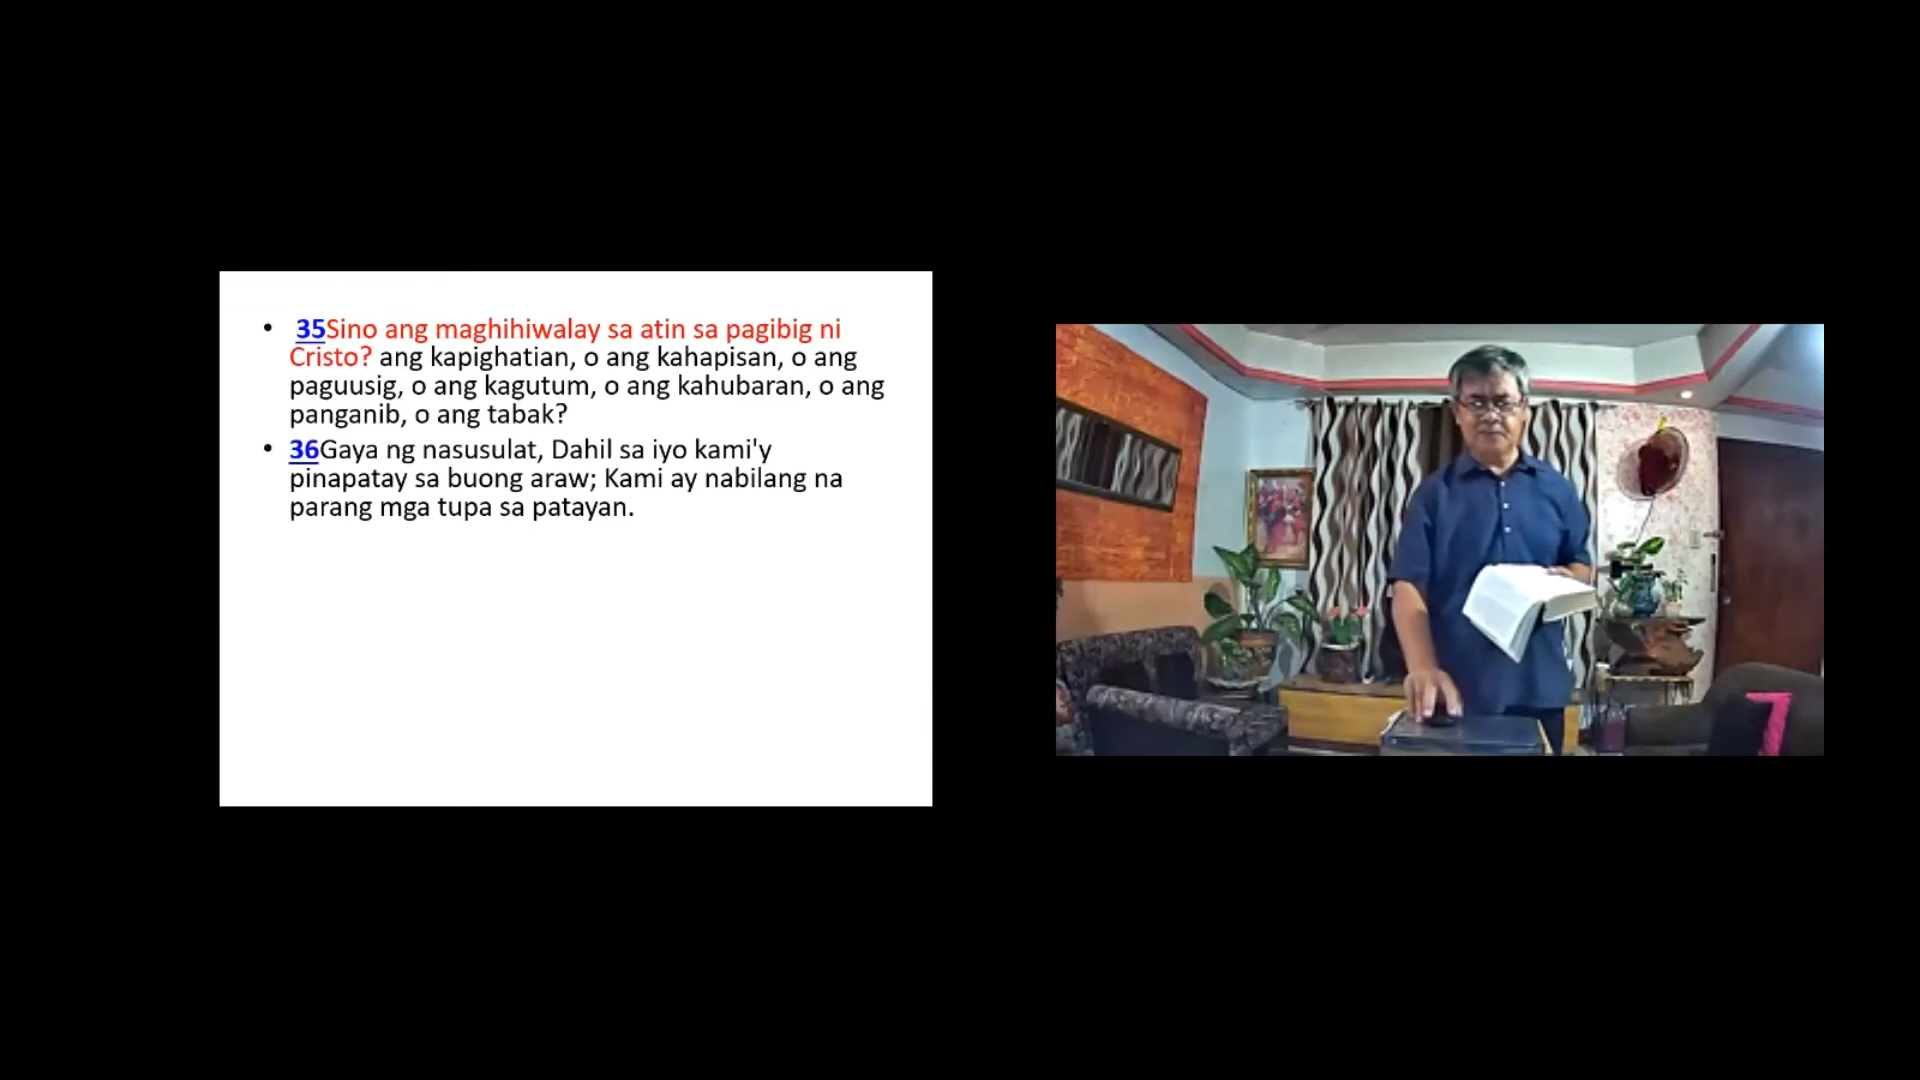 • 35Sino ang maghihiwalay sa atin sa pagibig ni
Cristo? ang kapighatian, o ang kahapisan, o ang
paguusig, o ang kagutum, o ang kahubaran, o ang
panganib, o ang tabak?
• 36Gaya ng nasusulat, Dahil sa iyo kami'y
pinapatay sa buong araw; Kami ay nabilang na
parang mga tupa sa patayan.